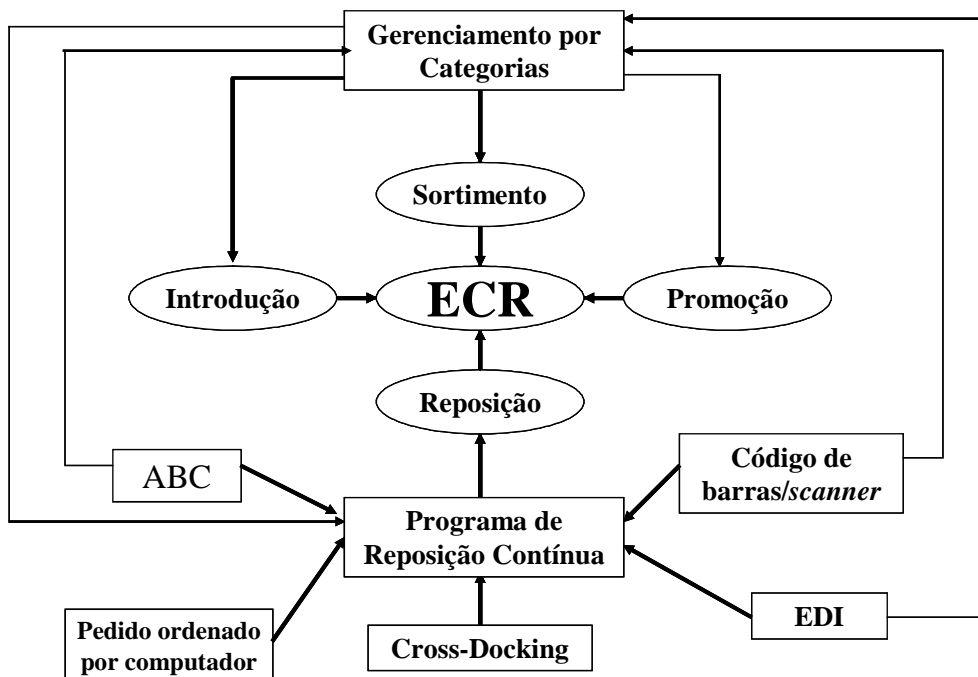 Gerenciamento por
Categorias
Sortimento
Introdução
ECR
Promoção
Reposição
ABC
Código de
barras/scanner
Programa de
Reposição Contínua
Pedido ordenado
por computador
Cross-Docking
EDI